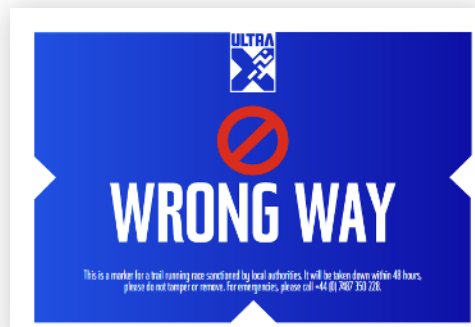 ULTRA
X
WRONG WAY
This is a marker for a trail running race sanctioned by local authorities. It will be taken down within 48 hours,
please do not tamper or remove. For emergencies, please call +44 (0) 7487 350 228.